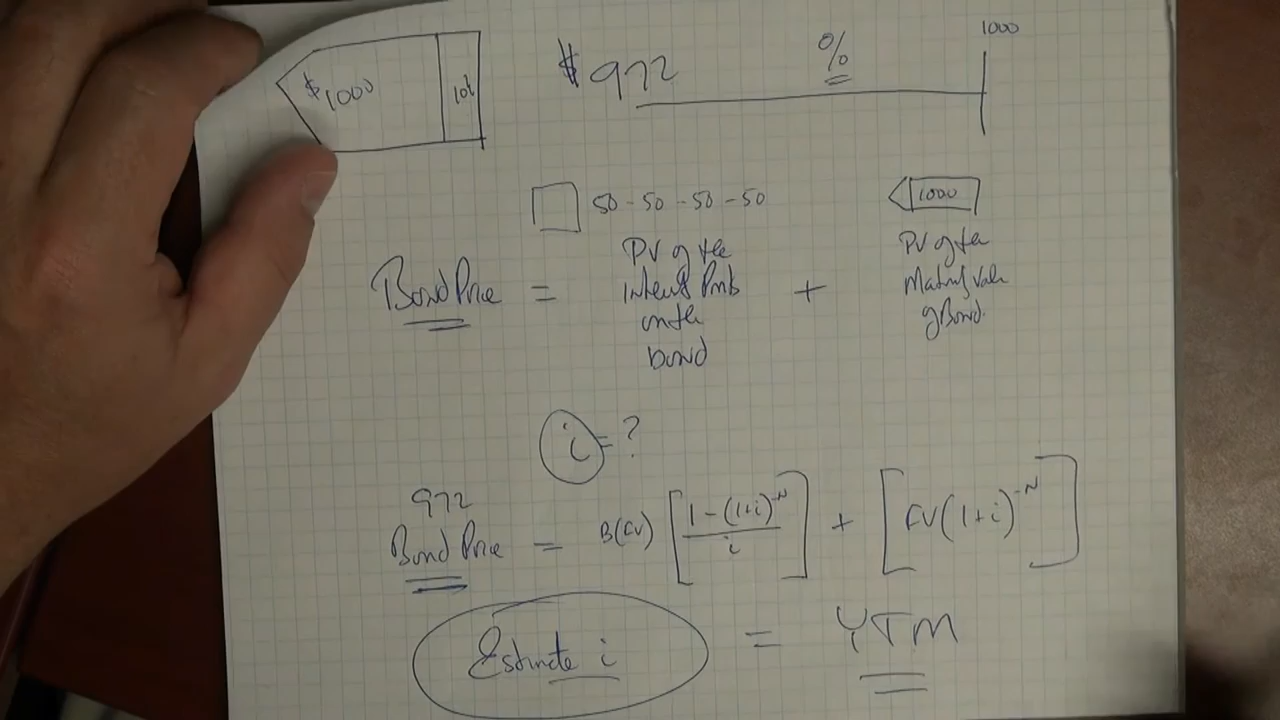 $1000 10%
$972 % 1000
50 - 50 - 50 - 50 1000
Bond Price = PV of the Interest Pmts on the bond + PV of the Maturity Value of Bond.
i = ?
972
Bond Price = B(FV) [1-(1+i)^-N / i] + [FV(1+i)^-N]
Estimate i = YTM